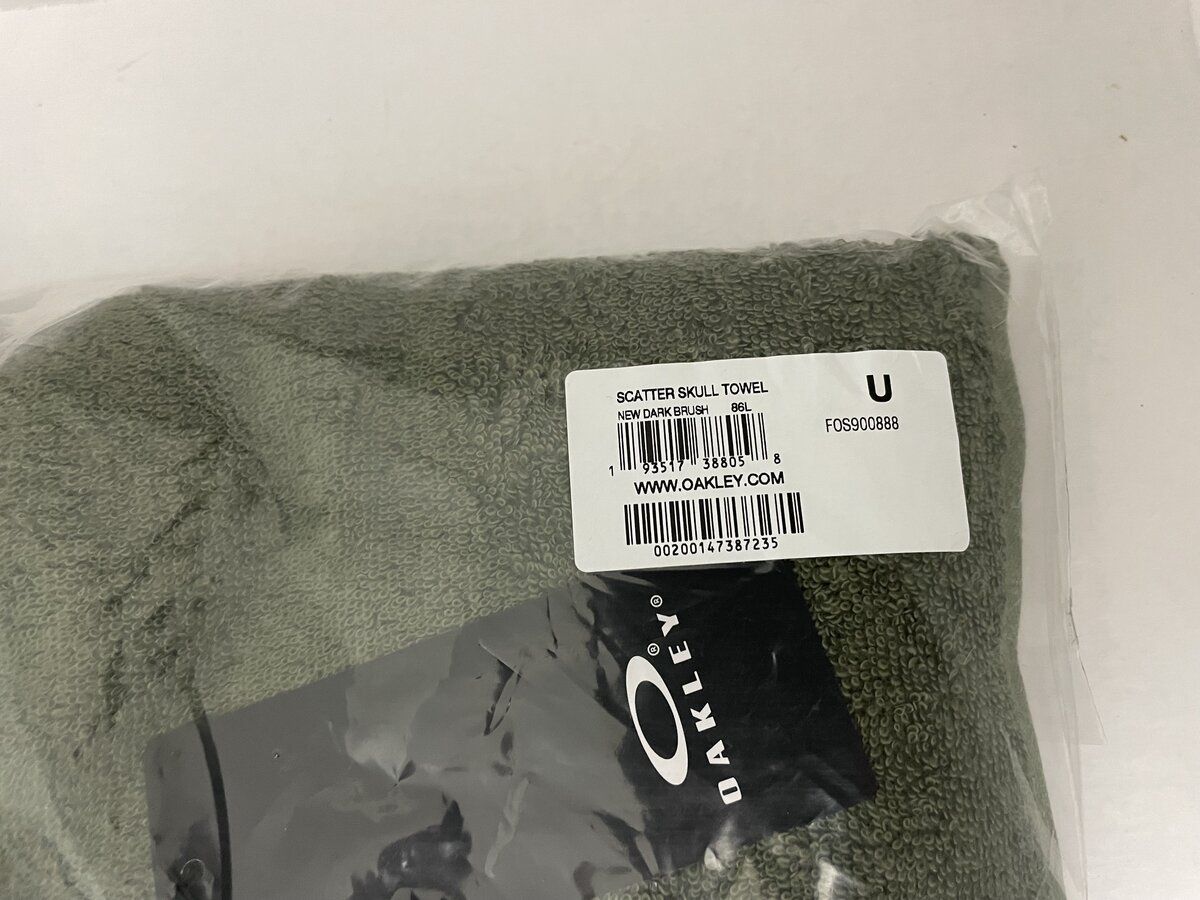 SCATTER SKULL TOWEL
NEW DARK BRUSH 86L
1 93517 38805 8
WWW.OAKLEY.COM
00200147387235
U
FOS900888
®
OAKLEY®